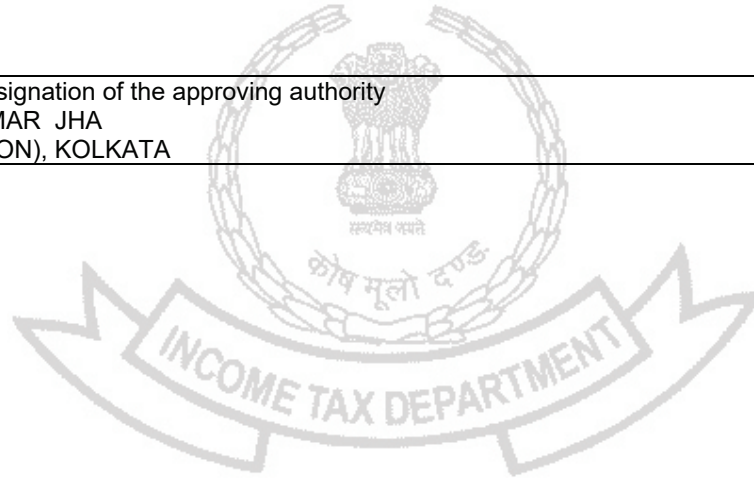 signation of the approving authority
MAR JHA
ON), KOLKATA
सत्यमेव जयते
कोष मूलो दण्डः
INCOME TAX DEPARTMENT